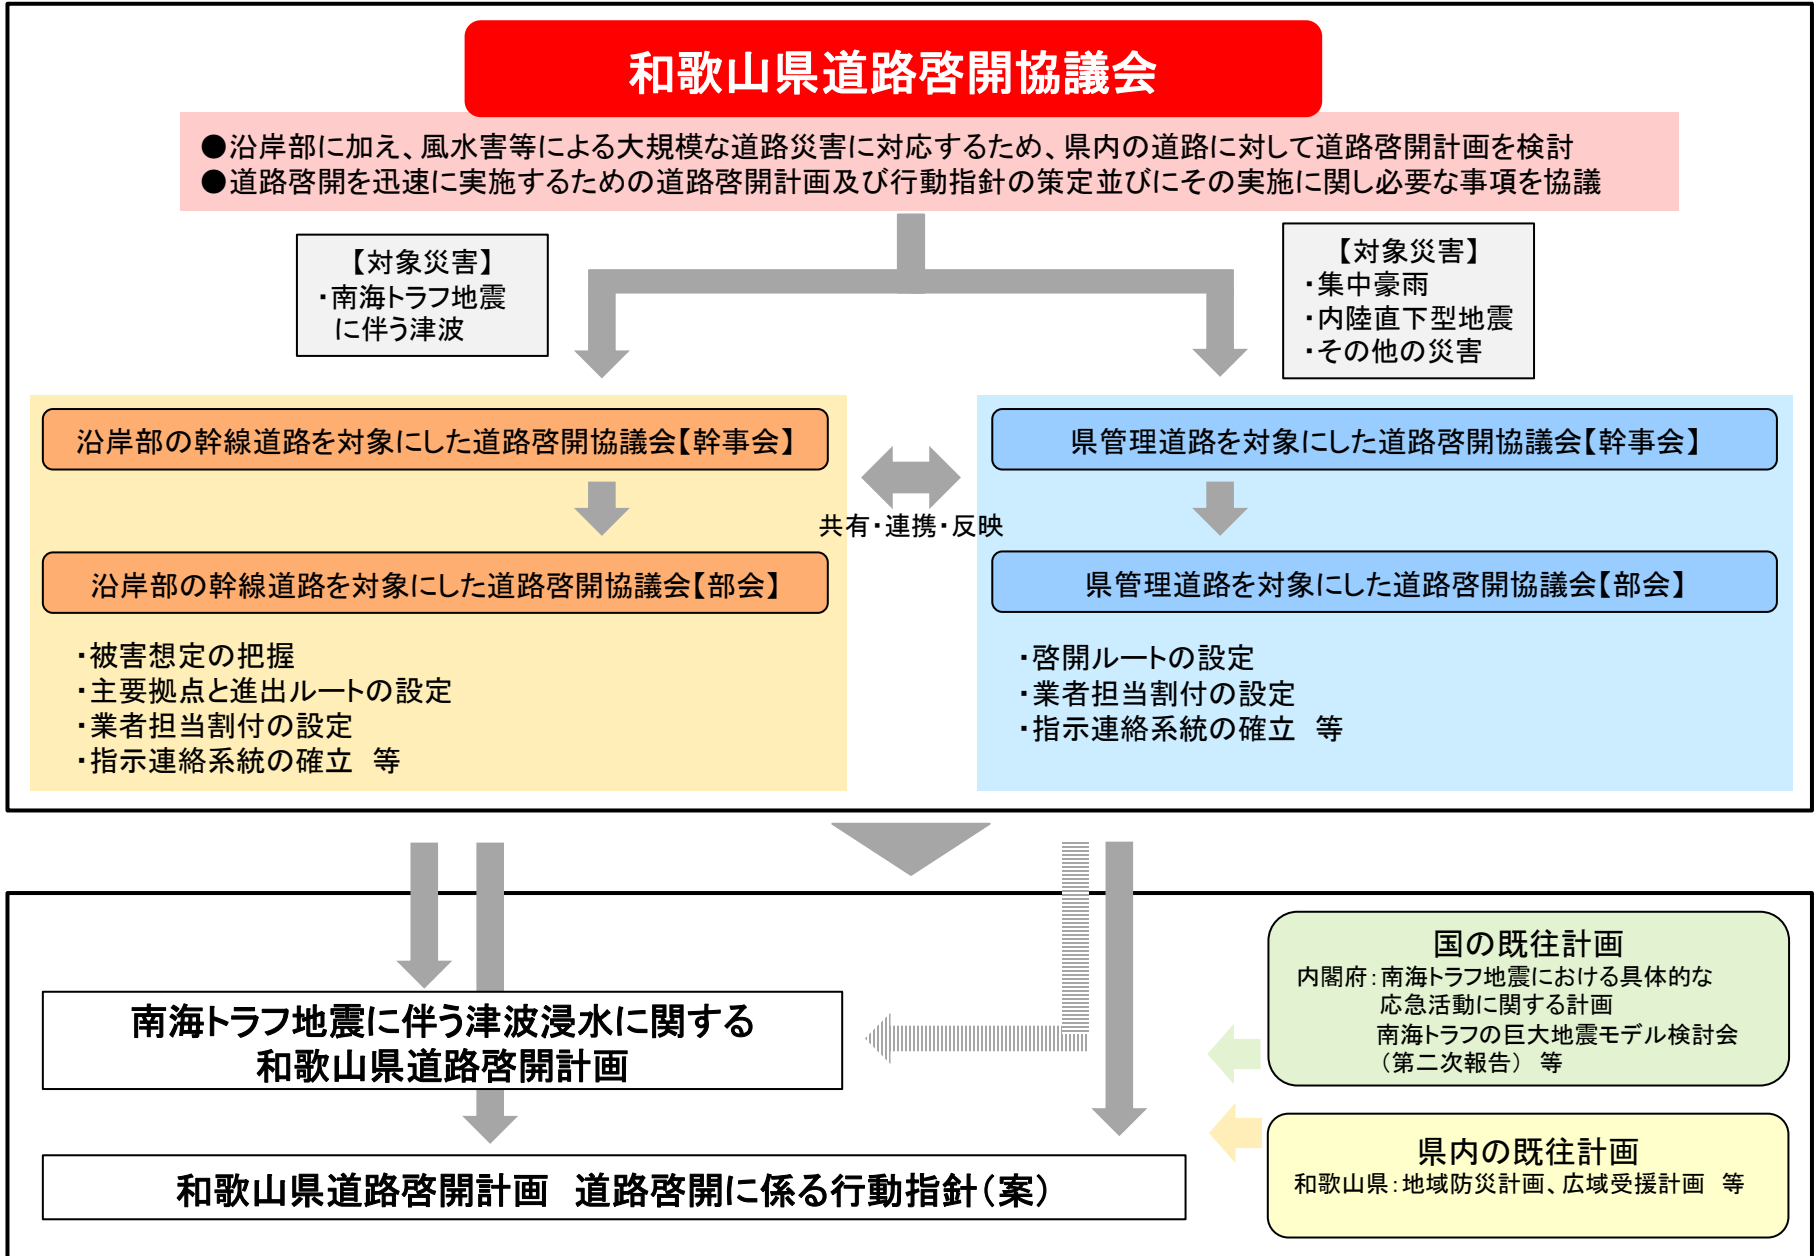 和歌山県道路啓開協議会
●沿岸部に加え、風水害等による大規模な道路災害に対応するため、県内の道路に対して道路啓開計画を検討
●道路啓開を迅速に実施するための道路啓開計画及び行動指針の策定並びにその実施に関し必要な事項を協議
【対象災害】
・南海トラフ地震
に伴う津波
【対象災害】
・集中豪雨
・内陸直下型地震
・その他の災害
沿岸部の幹線道路を対象にした道路啓開協議会【幹事会】
県管理道路を対象にした道路啓開協議会【幹事会】
共有・連携・反映
沿岸部の幹線道路を対象にした道路啓開協議会【部会】
県管理道路を対象にした道路啓開協議会【部会】
・被害想定の把握
・主要拠点と進出ルートの設定
・業者担当割付の設定
・指示連絡系統の確立　等
・啓開ルートの設定
・業者担当割付の設定
・指示連絡系統の確立　等
南海トラフ地震に伴う津波浸水に関する
和歌山県道路啓開計画
和歌山県道路啓開計画　道路啓開に係る行動指針（案）
国の既往計画
内閣府：南海トラフ地震における具体的な
応急活動に関する計画
南海トラフの巨大地震モデル検討会
（第二次報告）　等
県内の既往計画
和歌山県：地域防災計画、広域受援計画　等